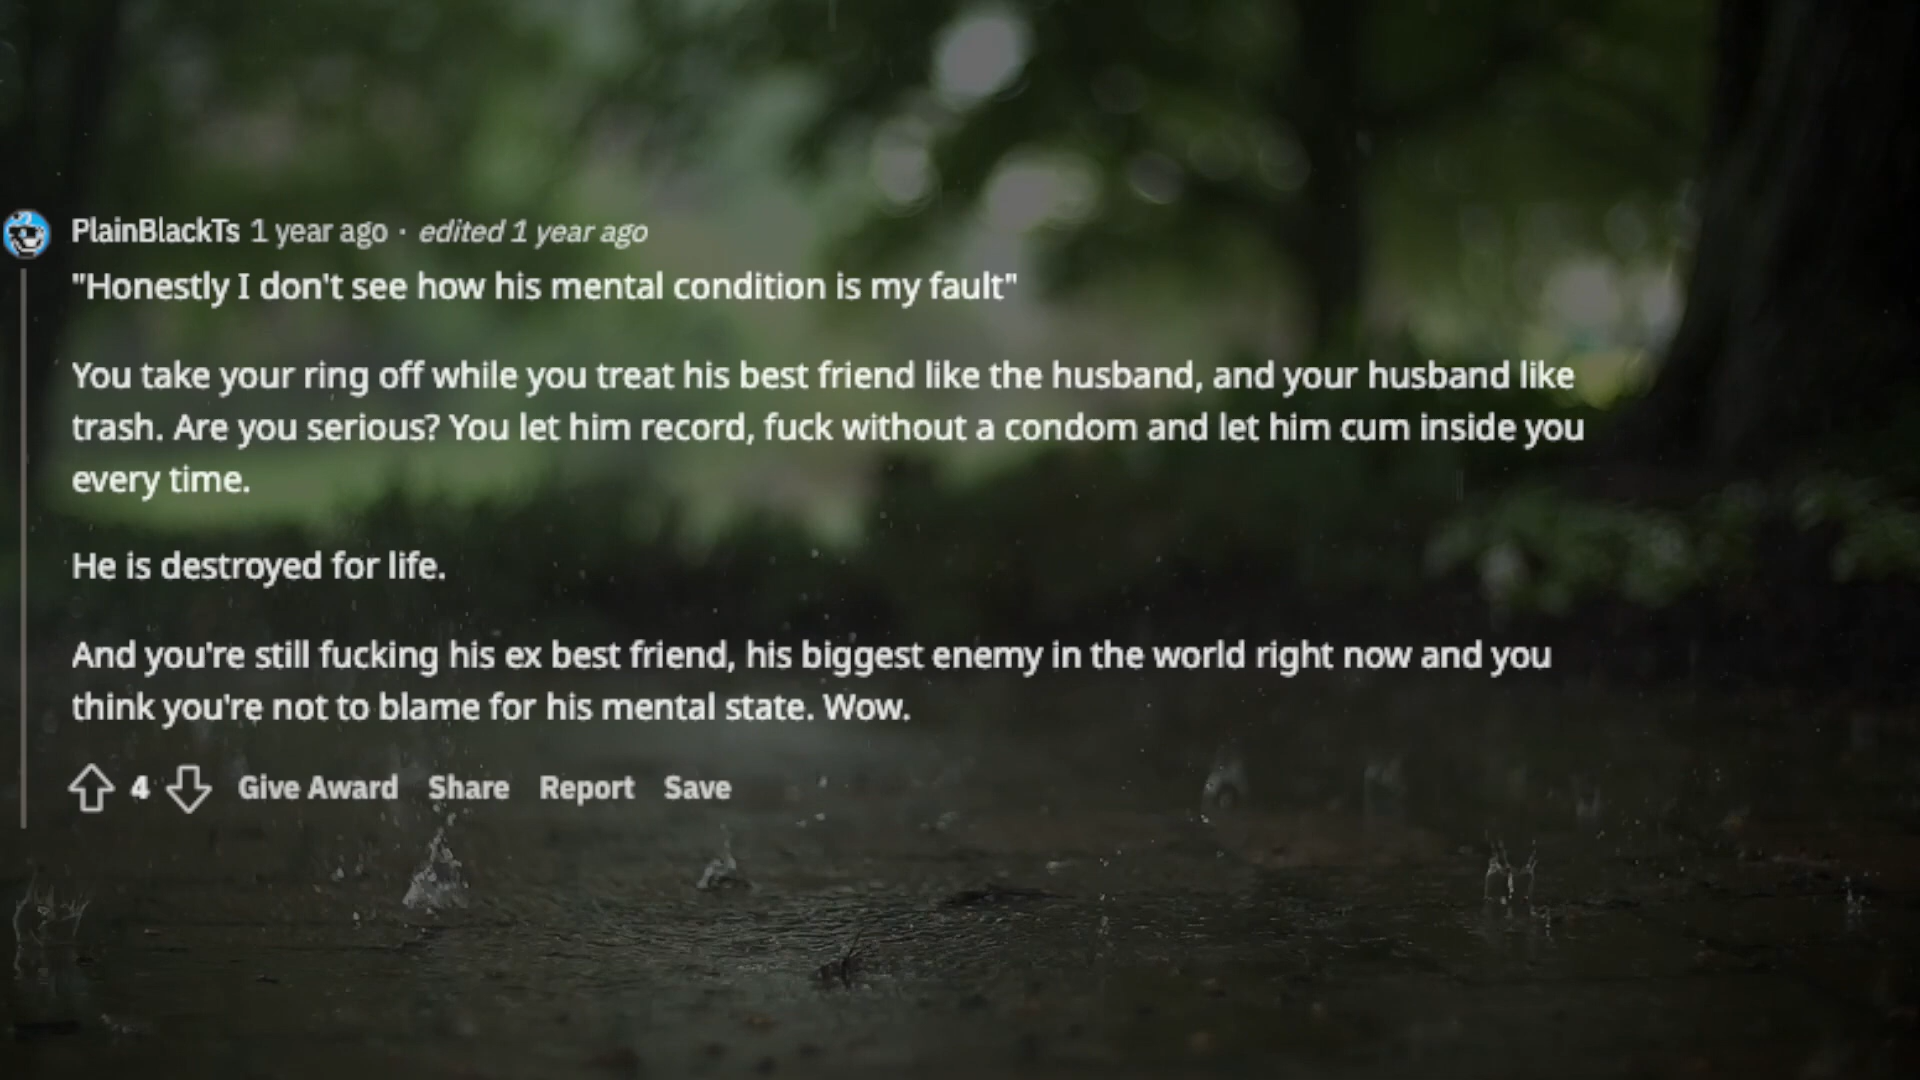 PlainBlackTs 1 year ago · edited 1 year ago
"Honestly I don't see how his mental condition is my fault"
You take your ring off while you treat his best friend like the husband, and your husband like
trash. Are you serious? You let him record, fuck without a condom and let him cum inside you
every time.
He is destroyed for life.
And you're still fucking his ex best friend, his biggest enemy in the world right now and you
think you're not to blame for his mental state. Wow.
4 Give Award Share Report Save